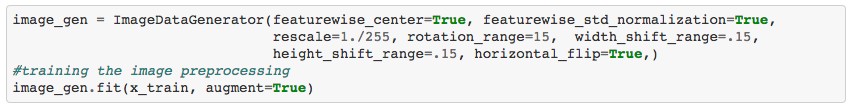 image_gen = ImageDataGenerator(featurewise_center=True, featurewise_std_normalization=True,
rescale=1./255, rotation_range=15,  width_shift_range=.15,
height_shift_range=.15, horizontal_flip=True,)
#training the image preprocessing
image_gen.fit(x_train, augment=True)